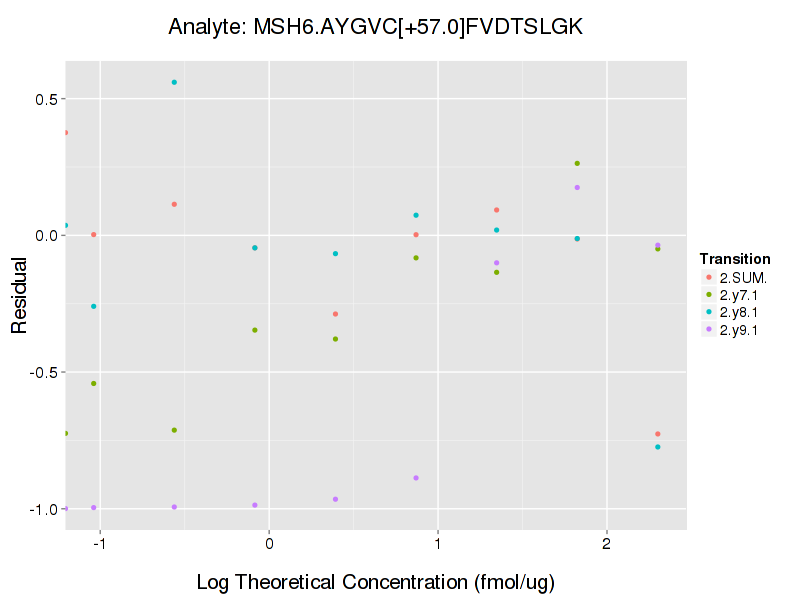 Analyte: MSH6.AYGVC[+57.0]FVDTSLGK
Residual
0.5
0.0
-0.5
-1.0
-1
0
1
2
Log Theoretical Concentration (fmol/ug)
Transition
2.SUM.
2.y7.1
2.y8.1
2.y9.1